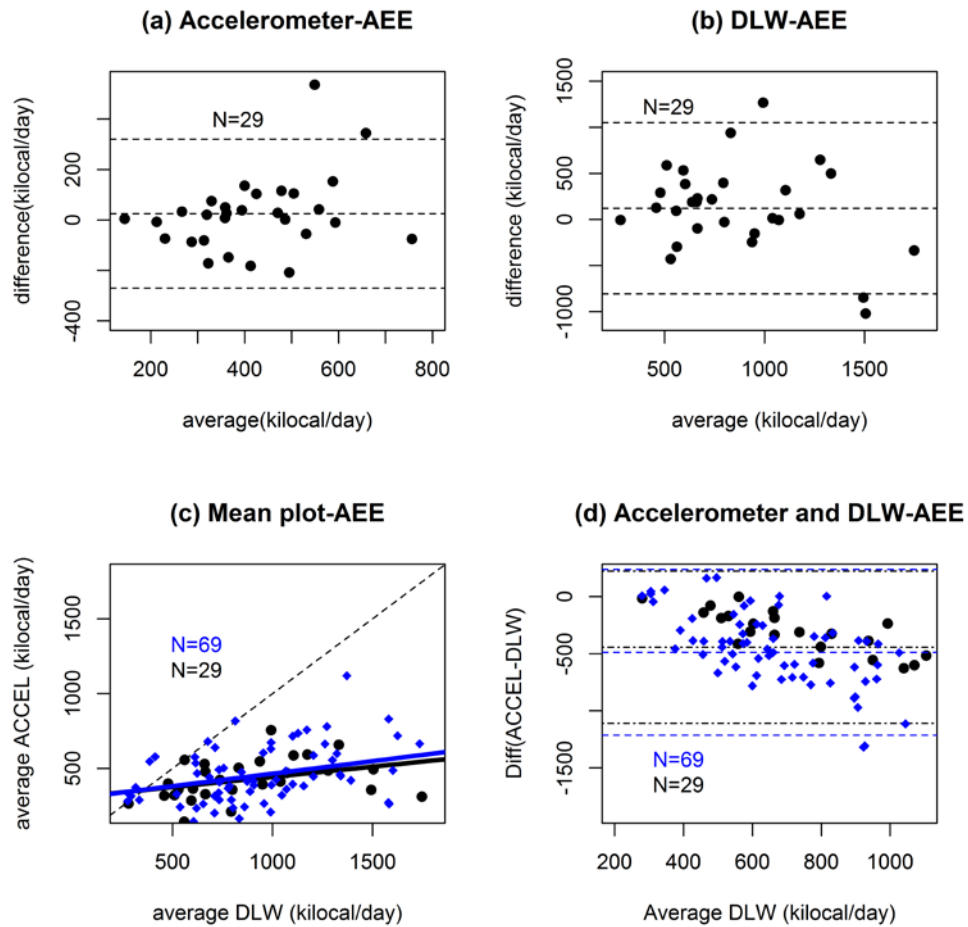 (a) Accelerometer-AEE
difference(kilocal/day)
200
0
-400
N=29
200
400
600
800
average(kilocal/day)
(b) DLW-AEE
difference (kilocal/day)
1500
500
0
-1000
N=29
500
1000
1500
average (kilocal/day)
(c) Mean plot-AEE
average ACCEL (kilocal/day)
1500
1000
500
N=69
N=29
500
1000
1500
average DLW (kilocal/day)
(d) Accelerometer and DLW-AEE
Diff(ACCEL-DLW)
0
-500
-1500
N=69
N=29
200
400
600
800
1000
Average DLW (kilocal/day)